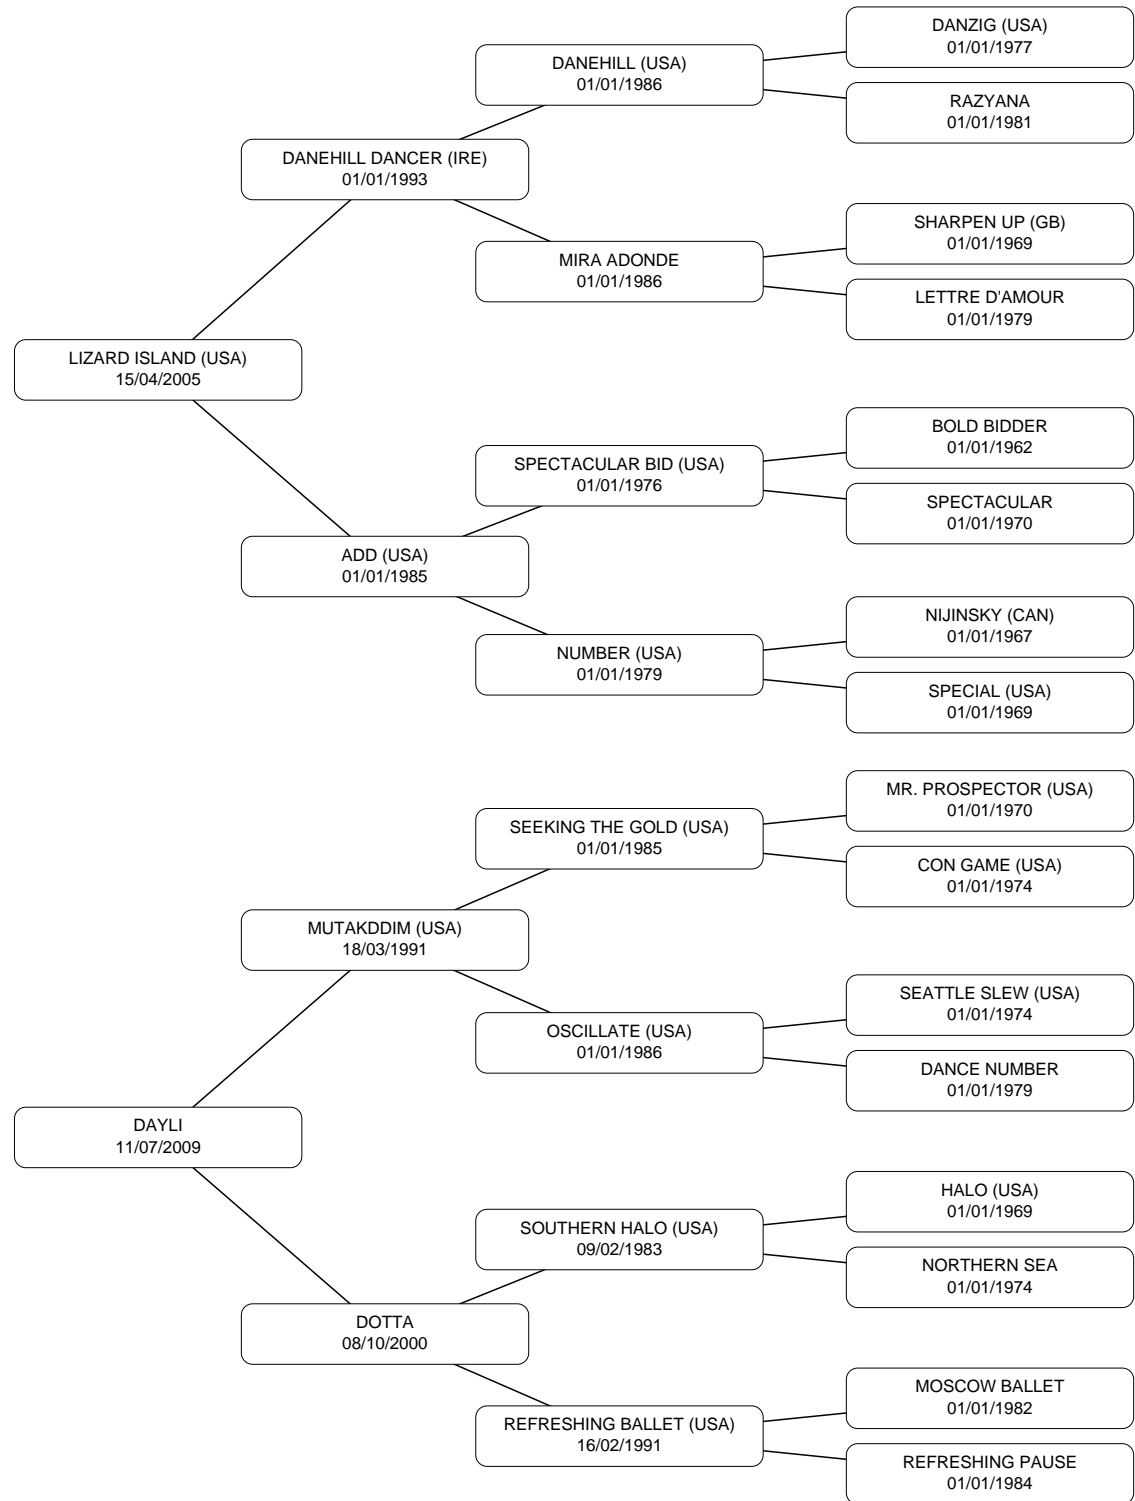 DANZIG (USA)
01/01/1977
DANEHILL (USA)
01/01/1986
RAZYANA
01/01/1981
DANEHILL DANCER (IRE)
01/01/1993
SHARPEN UP (GB)
01/01/1969
MIRA ADONDE
01/01/1986
LETTRE D'AMOUR
01/01/1979
LIZARD ISLAND (USA)
15/04/2005
BOLD BIDDER
01/01/1962
SPECTACULAR BID (USA)
01/01/1976
SPECTACULAR
01/01/1970
ADD (USA)
01/01/1985
NIJINSKY (CAN)
01/01/1967
NUMBER (USA)
01/01/1979
SPECIAL (USA)
01/01/1969
MR. PROSPECTOR (USA)
01/01/1970
SEEKING THE GOLD (USA)
01/01/1985
CON GAME (USA)
01/01/1974
MUTAKDDIM (USA)
18/03/1991
SEATTLE SLEW (USA)
01/01/1974
OSCILLATE (USA)
01/01/1986
DANCE NUMBER
01/01/1979
DAYLI
11/07/2009
HALO (USA)
01/01/1969
SOUTHERN HALO (USA)
09/02/1983
NORTHERN SEA
01/01/1974
DOTTA
08/10/2000
MOSCOW BALLET
01/01/1982
REFRESHING BALLET (USA)
16/02/1991
REFRESHING PAUSE
01/01/1984